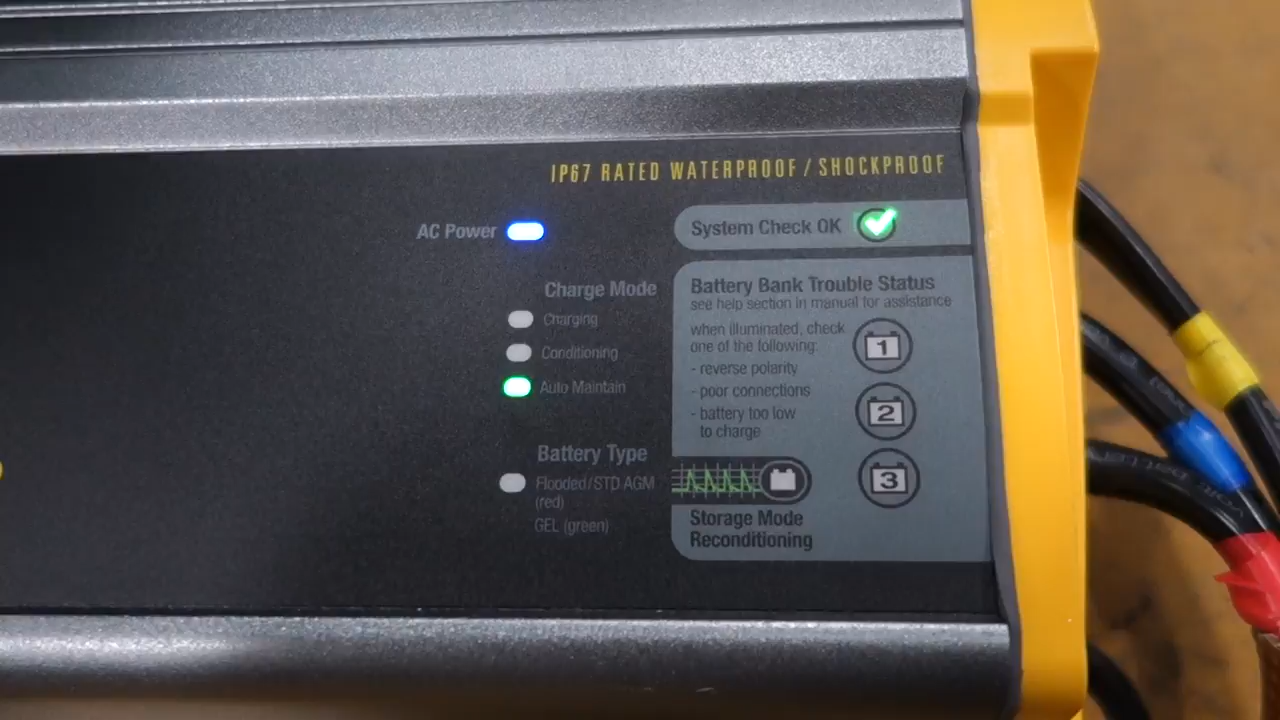 IP67 RATED WATERPROOF / SHOCKPROOF
AC Power
System Check OK
Charge Mode
Charging
Conditioning
Auto Maintain
Battery Type
Flooded/STD AGM
(red)
GEL (green)
Battery Bank Trouble Status
see help section in manual for assistance
when illuminated, check
one of the following:
- reverse polarity
- poor connections
- battery too low
to charge
1
2
3
Storage Mode
Reconditioning